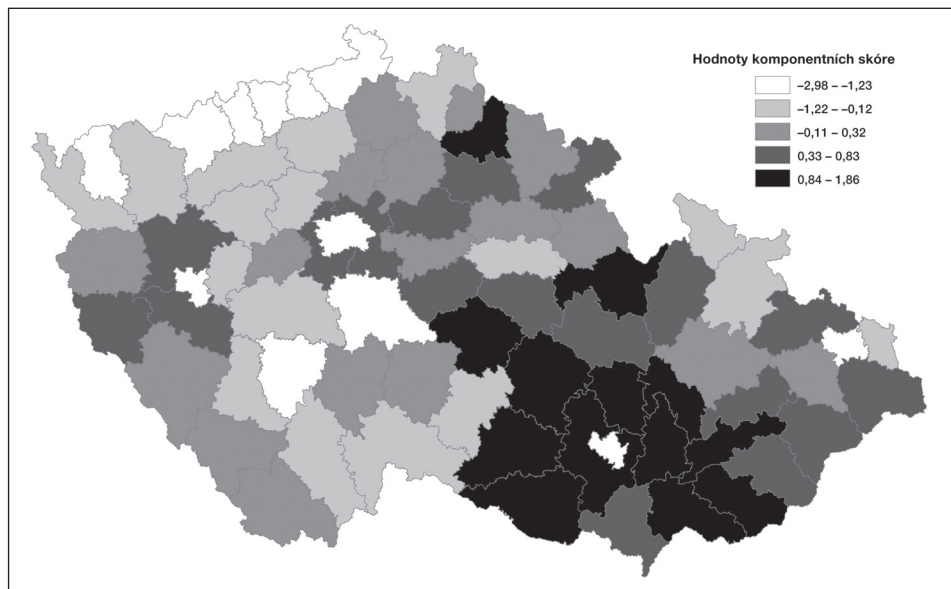 Hodnoty komponentních skóre
–2,98 – –1,23
–1,22 – –0,12
–0,11 – 0,32
0,33 – 0,83
0,84 – 1,86